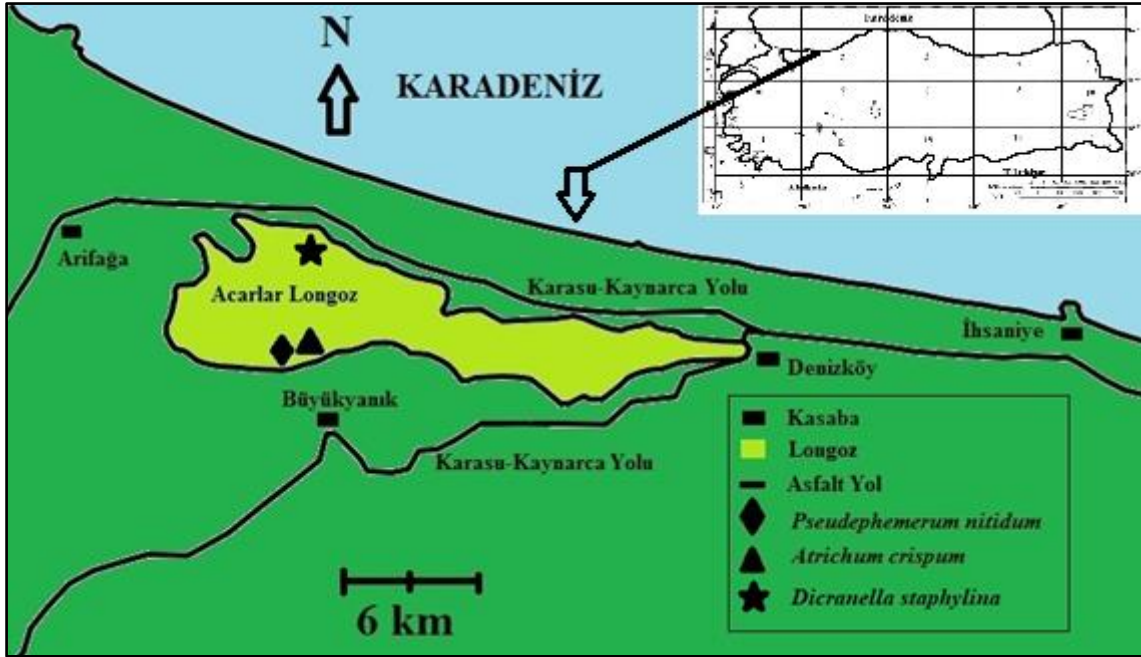 N
KARADENİZ
Karadeniz
Arifağa
Acarlar Longoz
Karasu-Kaynarca Yolu
İhsaniye
Denizköy
Büyükyanık
Karasu-Kaynarca Yolu
6 km
Kasaba
Longoz
Asfalt Yol
Pseudephemerum nitidum
Atrichum crispum
Dicranella staphylina